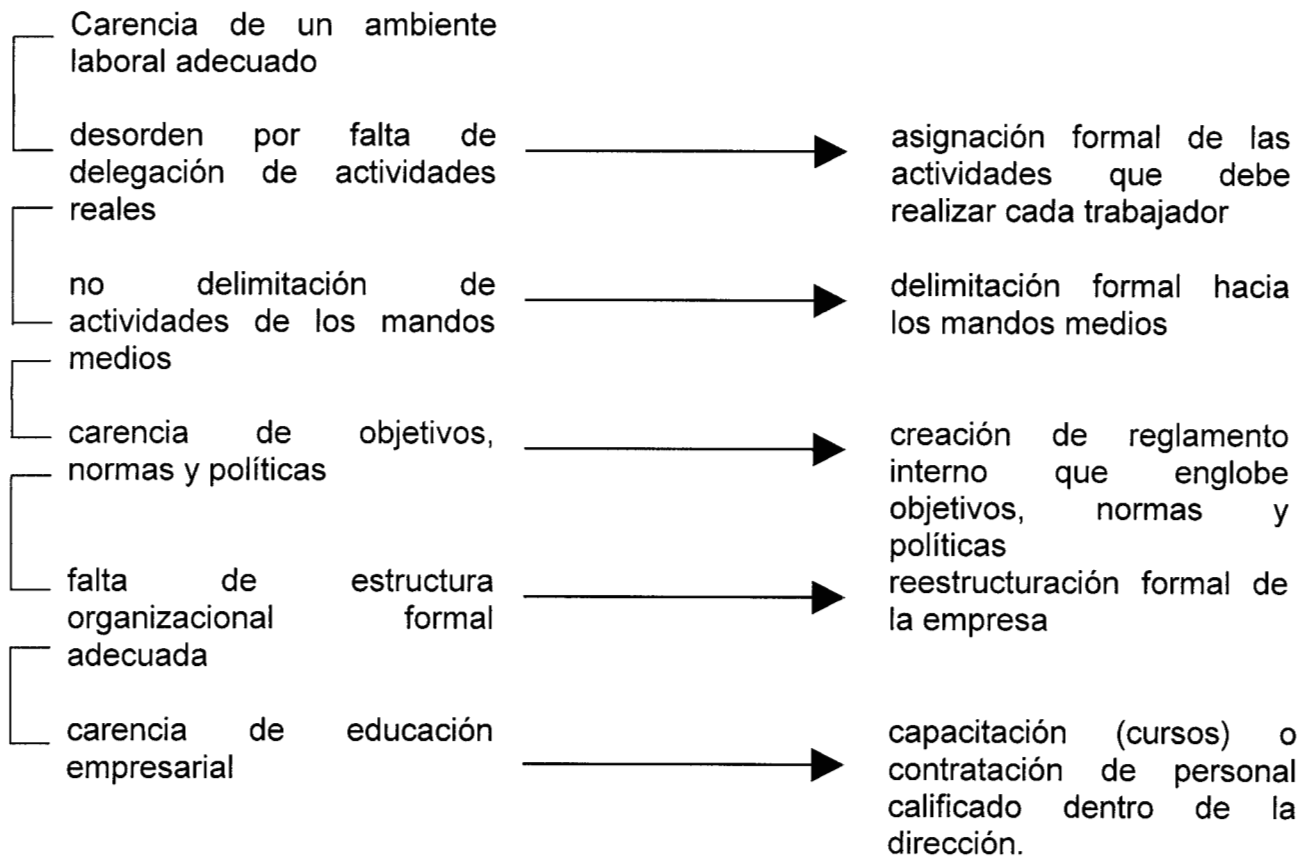 Carencia de un ambiente
laboral adecuado
desorden por falta de
delegación de actividades
reales
asignación formal de las
actividades que debe
realizar cada trabajador
no delimitación de
actividades de los mandos
medios
delimitación formal hacia
los mandos medios
carencia de objetivos,
normas y políticas
creación de reglamento
interno que englobe
objetivos, normas y
políticas
falta de estructura
organizacional formal
adecuada
reestructuración formal de
la empresa
carencia de educación
empresarial
capacitación (cursos) o
contratación de personal
calificado dentro de la
dirección.